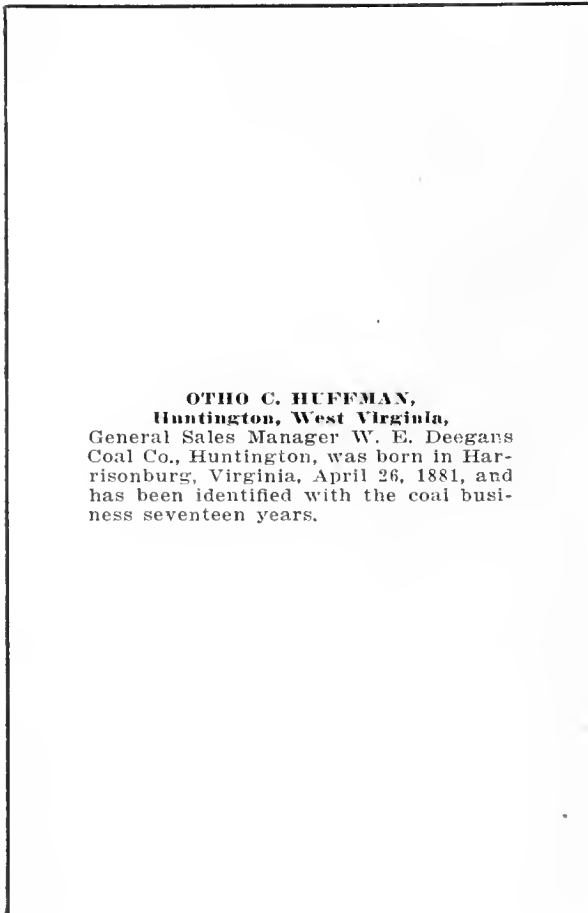 OTHO C. HUFFMAN,
Huntington, West Virginia,
General Sales Manager W. E. Deegans
Coal Co., Huntington, was born in Har-
risonburg, Virginia, April 26, 1881, and
has been identified with the coal busi-
ness seventeen years.